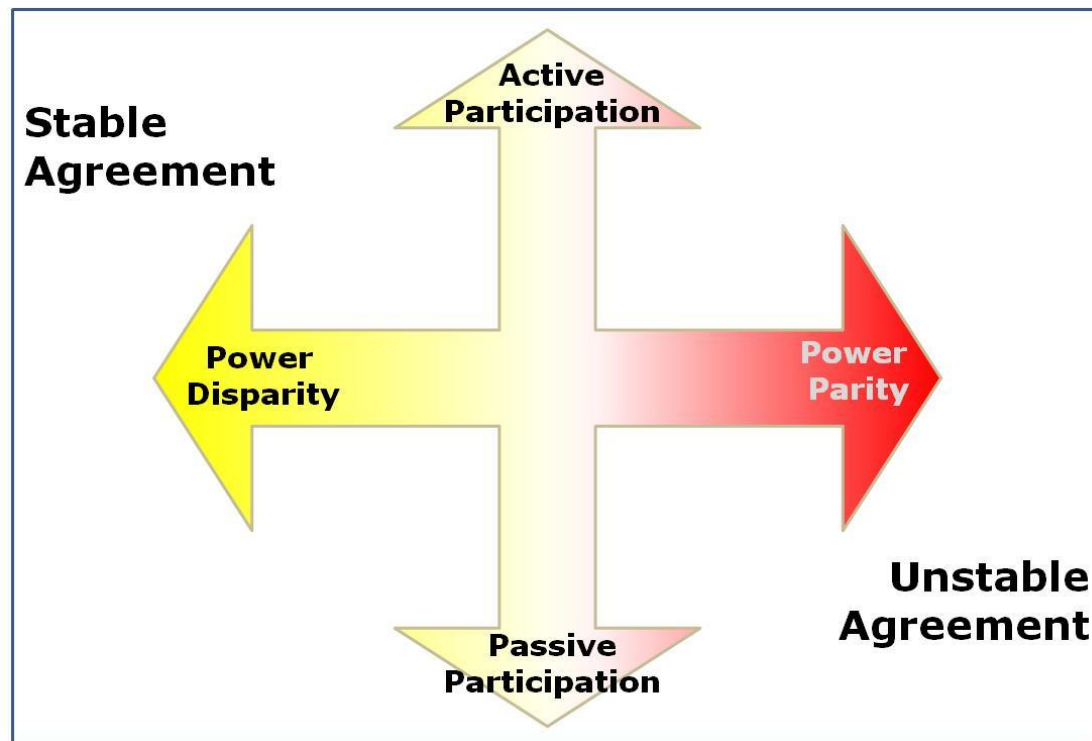 Active
Participation
Stable
Agreement
Power
Disparity
Power
Parity
Unstable
Agreement
Passive
Participation